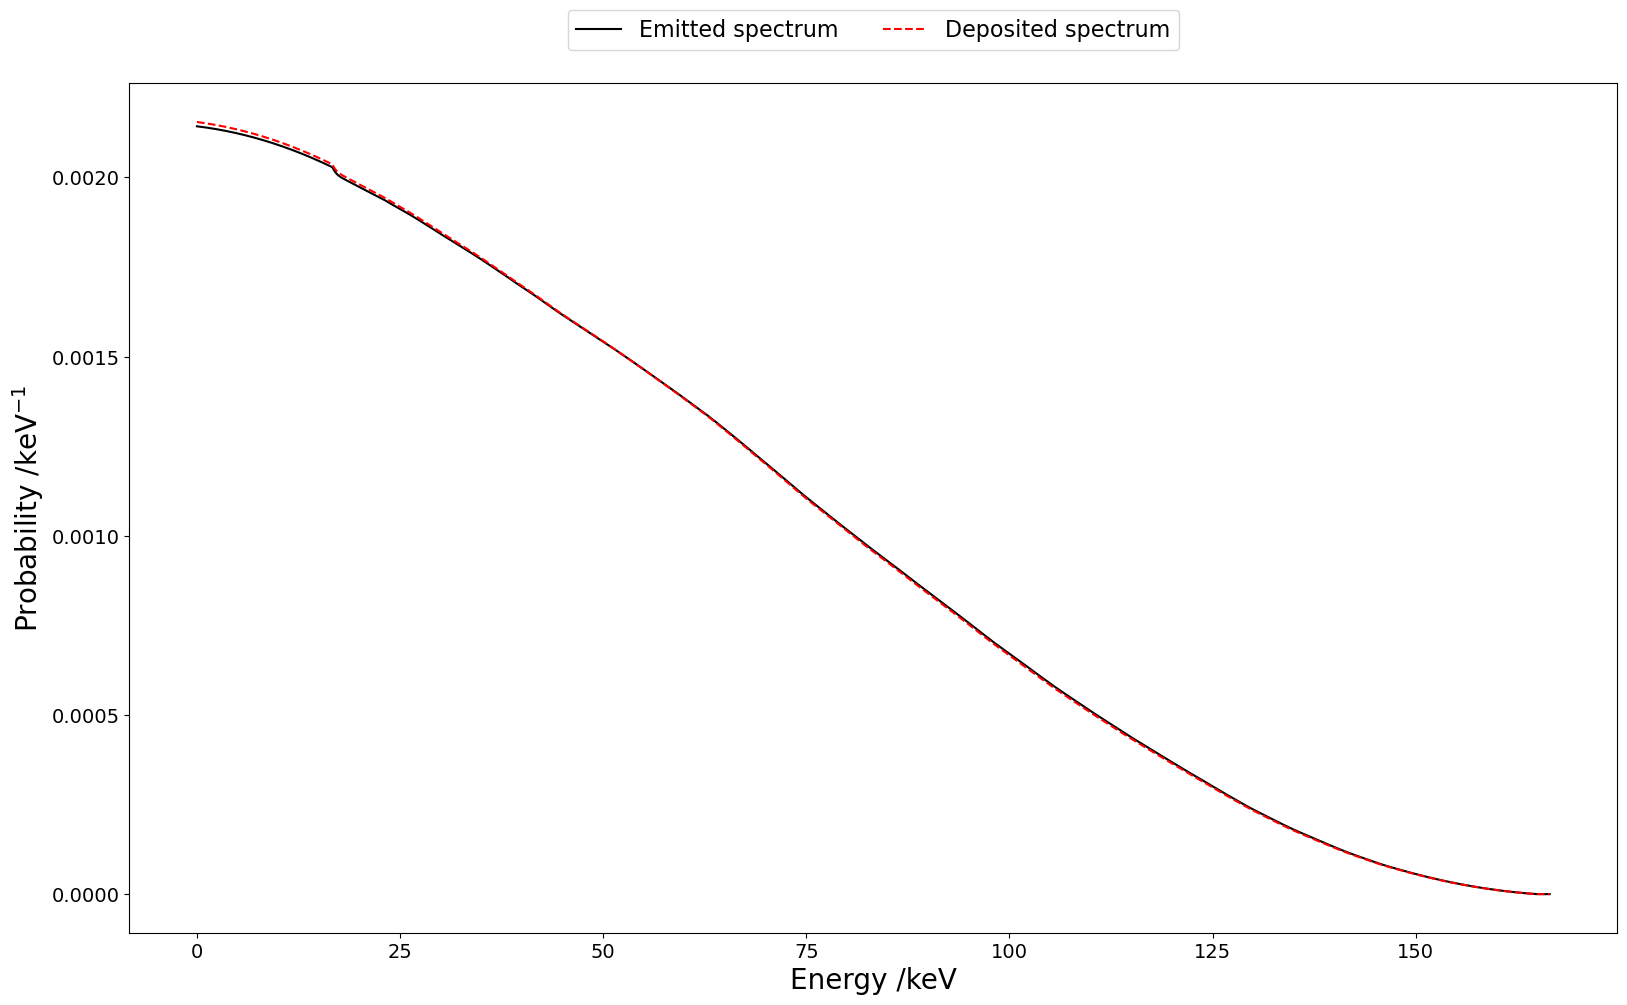 Emitted spectrum
Deposited spectrum
Probability /keV⁻¹
0.0020
0.0015
0.0010
0.0005
0.0000
0 25 50 75 100 125 150
Energy /keV